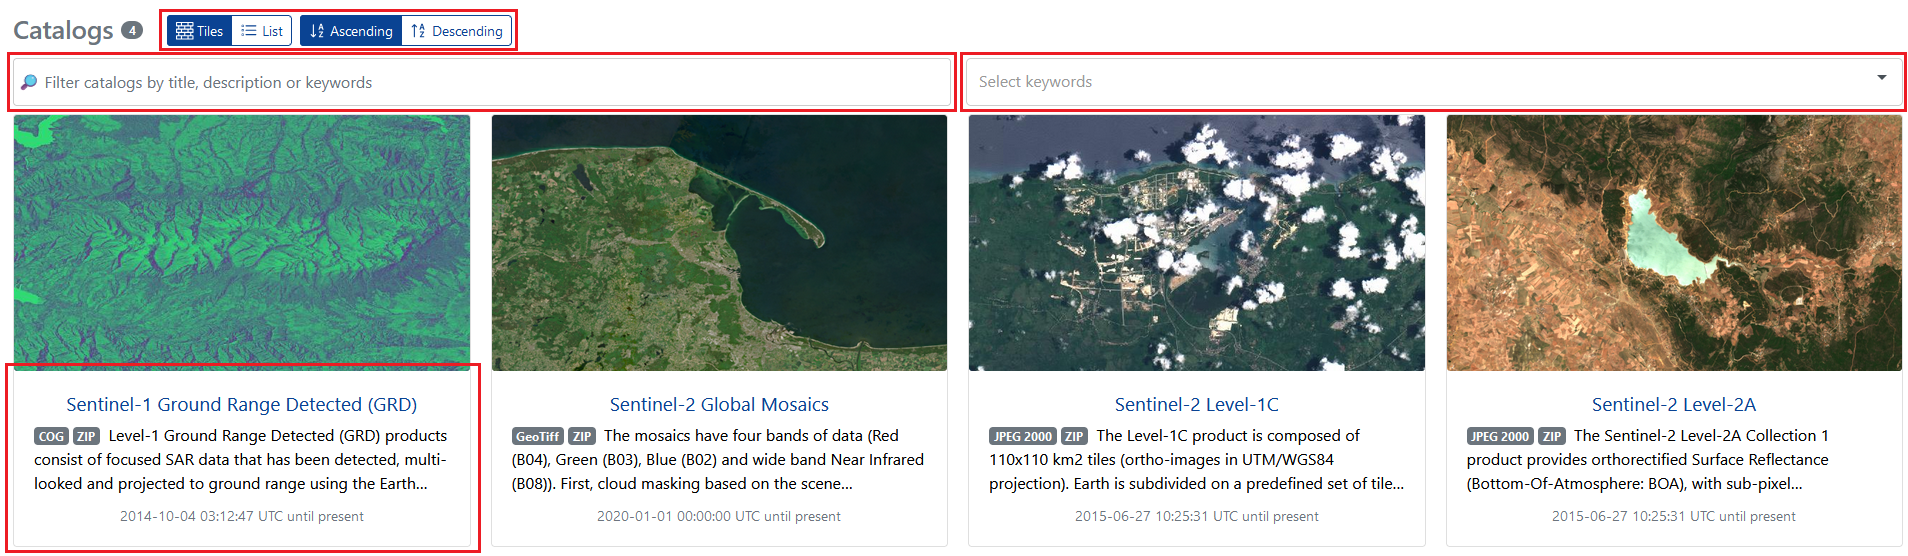 Catalogs 4 Tiles List Ascending Descending
Filter catalogs by title, description or keywords
Select keywords
Sentinel-1 Ground Range Detected (GRD)
COG ZIP Level-1 Ground Range Detected (GRD) products
consist of focused SAR data that has been detected, multi-
looked and projected to ground range using the Earth...
2014-10-04 03:12:47 UTC until present
Sentinel-2 Global Mosaics
GeoTiff ZIP The mosaics have four bands of data (Red
(B04), Green (B03), Blue (B02) and wide band Near Infrared
(B08)). First, cloud masking based on the scene...
2020-01-01 00:00:00 UTC until present
Sentinel-2 Level-1C
JPEG 2000 ZIP The Level-1C product is composed of
110x110 km2 tiles (ortho-images in UTM/WGS84
projection). Earth is subdivided on a predefined set of tile...
2015-06-27 10:25:31 UTC until present
Sentinel-2 Level-2A
JPEG 2000 ZIP The Sentinel-2 Level-2A Collection 1
product provides orthorectified Surface Reflectance
(Bottom-Of-Atmosphere: BOA), with sub-pixel...
2015-06-27 10:25:31 UTC until present